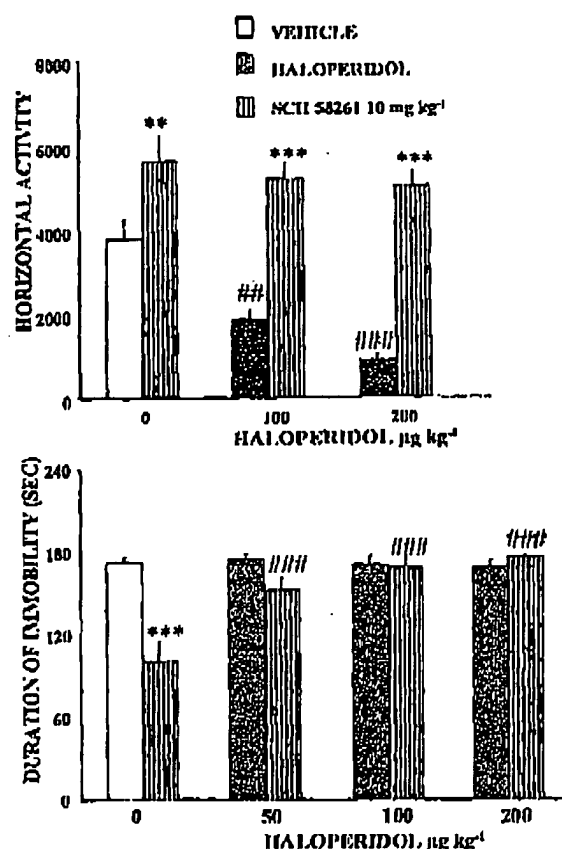 VEHICLE
HALOPERIDOL
SCH 58261 10 mg kg-1
8000
6000
4000
2000
0
HORIZONTAL ACTIVITY
**
***
***
##
###
0 100 200
HALOPERIDOL, µg kg-1
240
180
120
60
0
DURATION OF IMMOBILITY (SEC)
***
###
###
###
0 50 100 200
HALOPERIDOL, µg kg-1